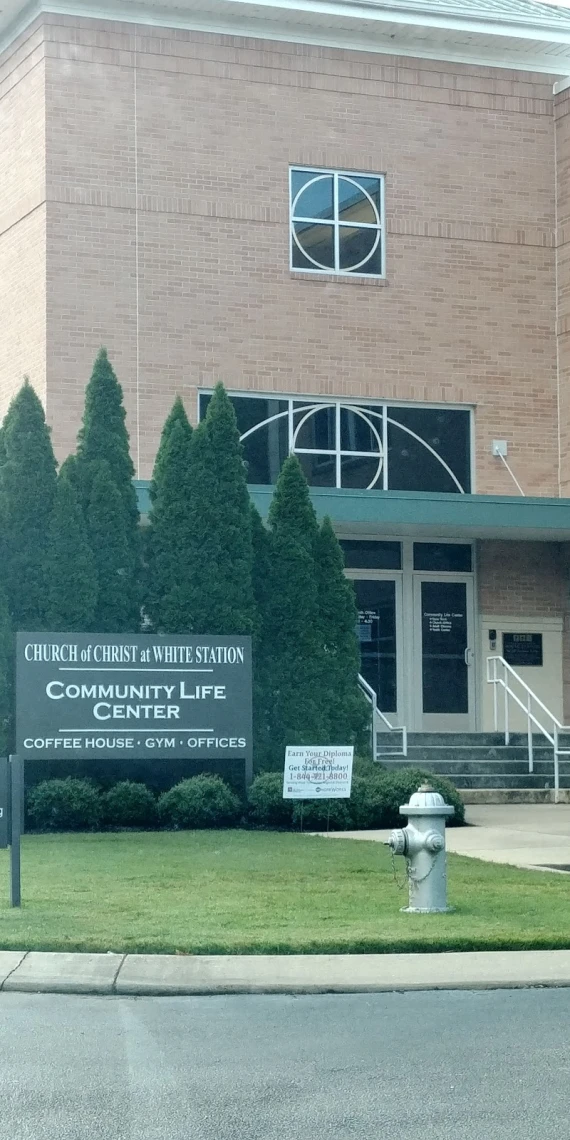 CHURCH of CHRIST at WHITE STATION
COMMUNITY LIFE
CENTER
COFFEE HOUSE · GYM · OFFICES
Earn Your Diploma
For Free!
Get Started Today!
Community Life Center